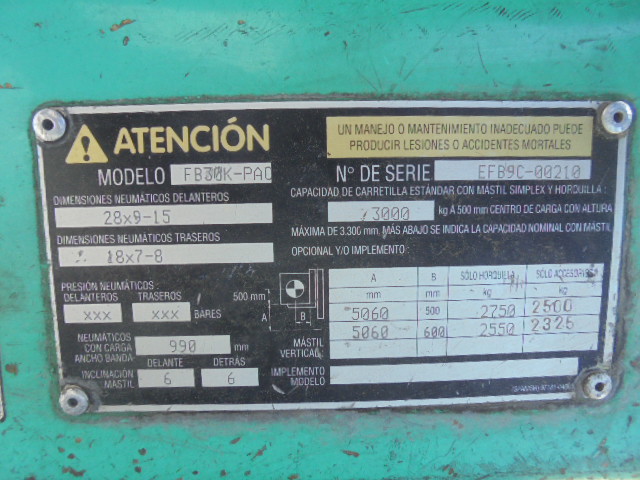 ATENCIÓN
UN MANEJO O MANTENIMIENTO INADECUADO PUEDE
PRODUCIR LESIONES O ACCIDENTES MORTALES
MODELO FB30K-PAC
N° DE SERIE EFB9C-00210
DIMENSIONES NEUMÁTICOS DELANTEROS
28x9-15
DIMENSIONES NEUMÁTICOS TRASEROS
18x7-8
CAPACIDAD DE CARRETILLA ESTÁNDAR CON MÁSTIL SIMPLEX Y HORQUILLA :
3000 kg A 500 mm CENTRO DE CARGA CON ALTURA
MÁXIMA DE 3.300 mm. MÁS ABAJO SE INDICA LA CAPACIDAD NOMINAL CON MÁSTIL
OPCIONAL Y/O IMPLEMENTO:
PRESIÓN NEUMÁTICOS:
DELANTEROS TRASEROS
xxx xxx BARES
NEUMÁTICOS
CON CARGA
ANCHO BANDA
990 mm
DELANTE DETRÁS
INCLINACIÓN
MÁSTIL
6 6
500 mm
A
B
A B SÓLO HORQUILLA SÓLO ACCESORIOS
mm mm kg kg
5060 500 2750 2500
5060 600 2550 2325
MÁSTIL
VERTICAL
IMPLEMENTO
MODELO